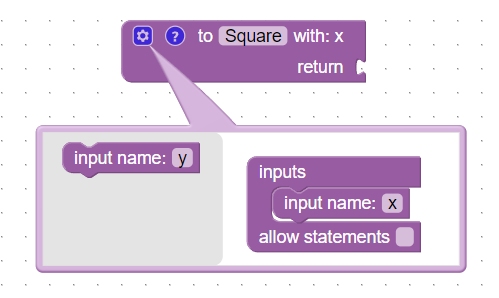 ? to Square with: x
return
input name: y
inputs
input name: x
allow statements